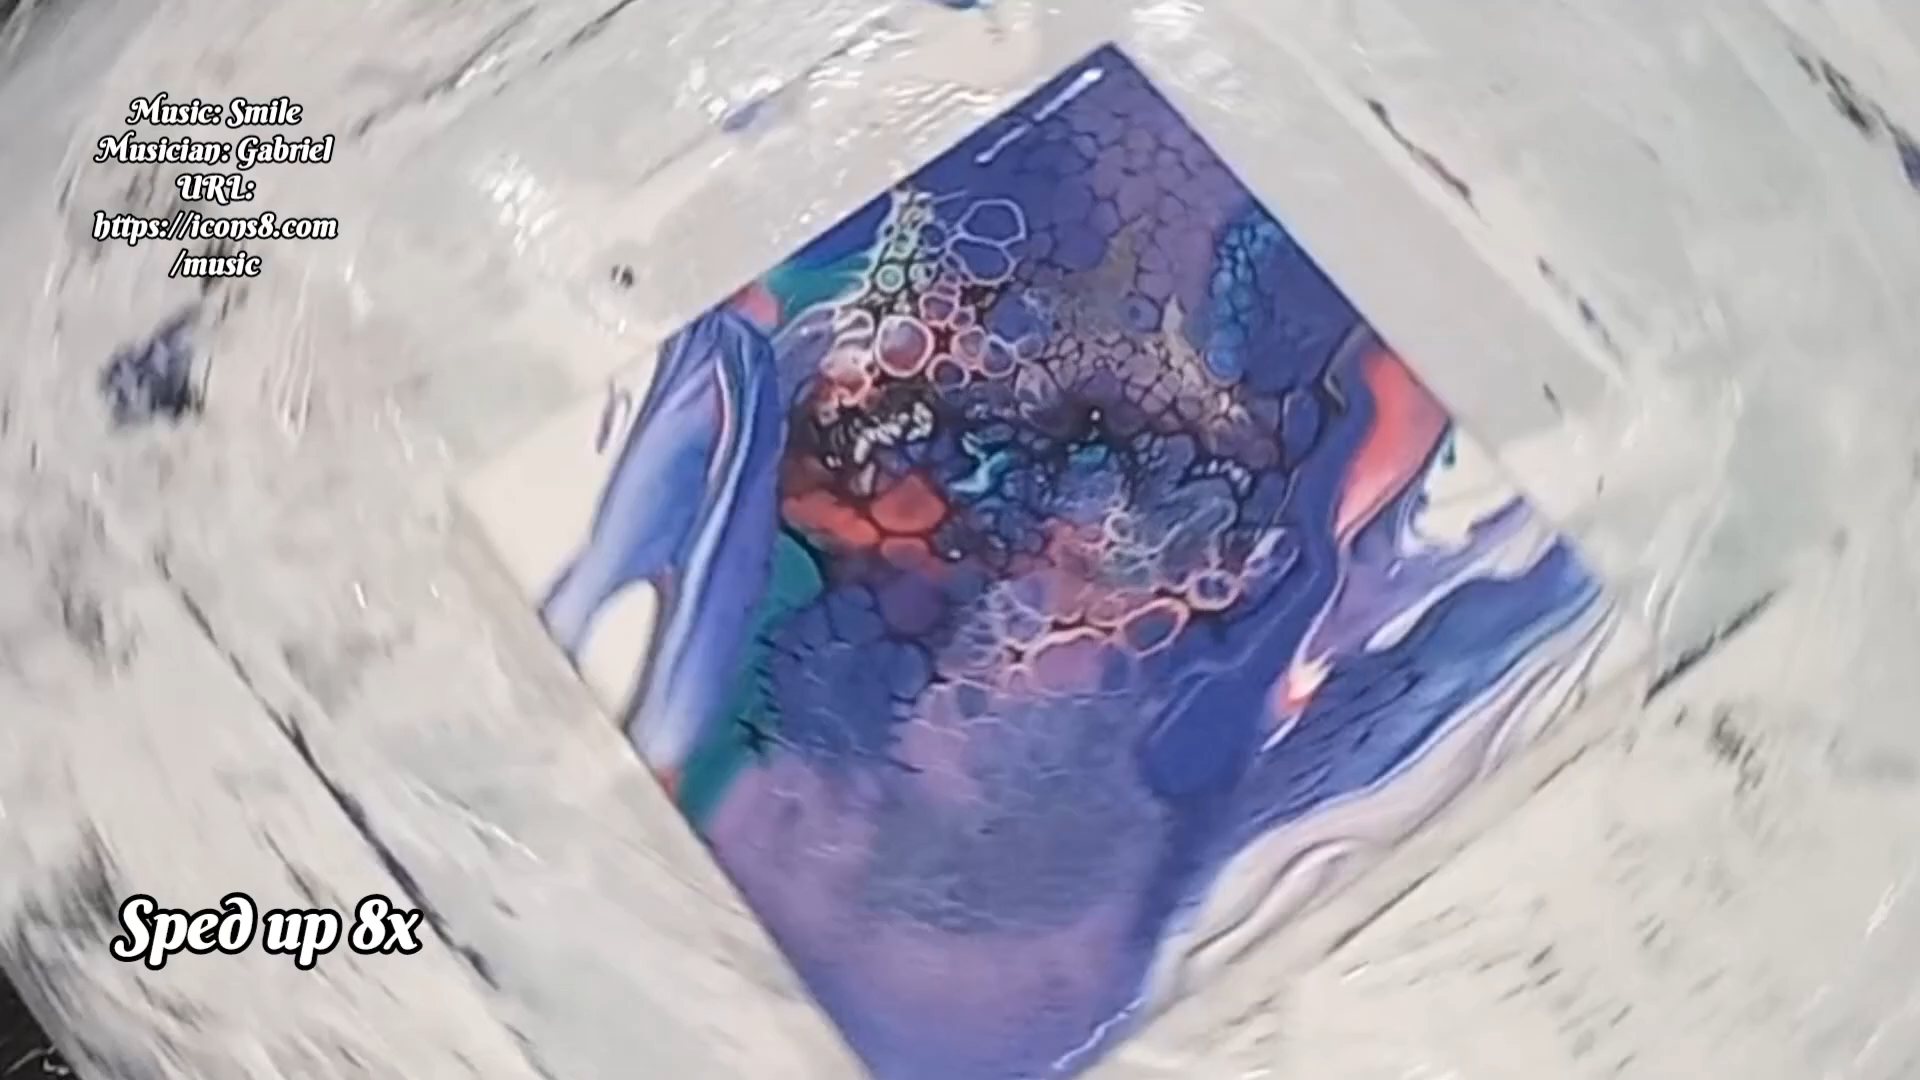 Music: Smile
Musician: Gabriel
URL:
https://icons8.com
/music
Sped up 8x